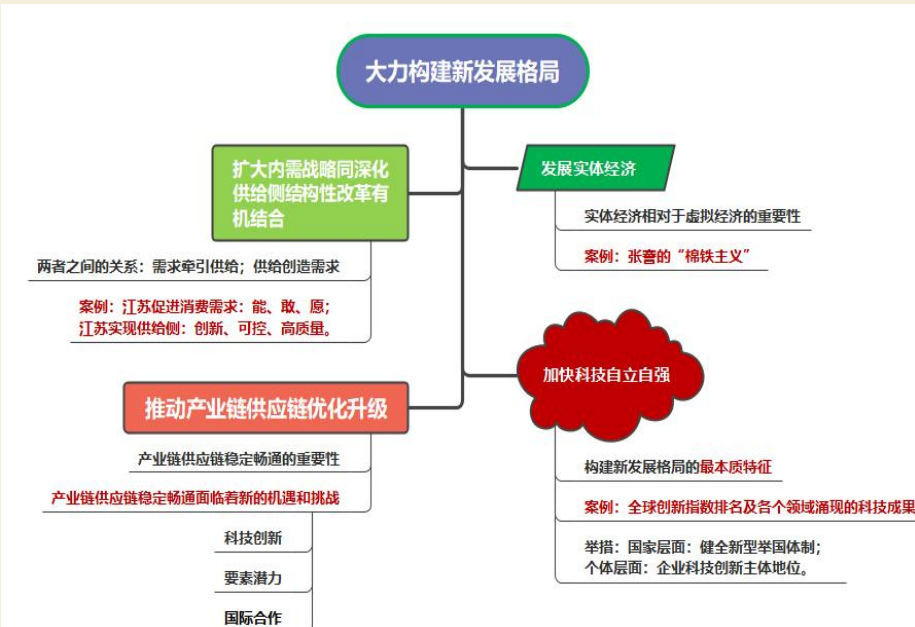 大力构建新发展格局
扩大内需战略同深化
供给侧结构性改革有
机结合
两者之间的关系：需求牵引供给；供给创造需求
案例：江苏促进消费需求：能、敢、愿；
江苏实现供给侧：创新、可控、高质量。
发展实体经济
实体经济相对于虚拟经济的重要性
案例：张謇的“棉铁主义”
推动产业链供应链优化升级
产业链供应链稳定畅通的重要性
产业链供应链稳定畅通面临着新的机遇和挑战
科技创新
要素潜力
国际合作
加快科技自立自强
构建新发展格局的最本质特征
案例：全球创新指数排名及各个领域涌现的科技成果
举措：国家层面：健全新型举国体制；
个体层面：企业科技创新主体地位。